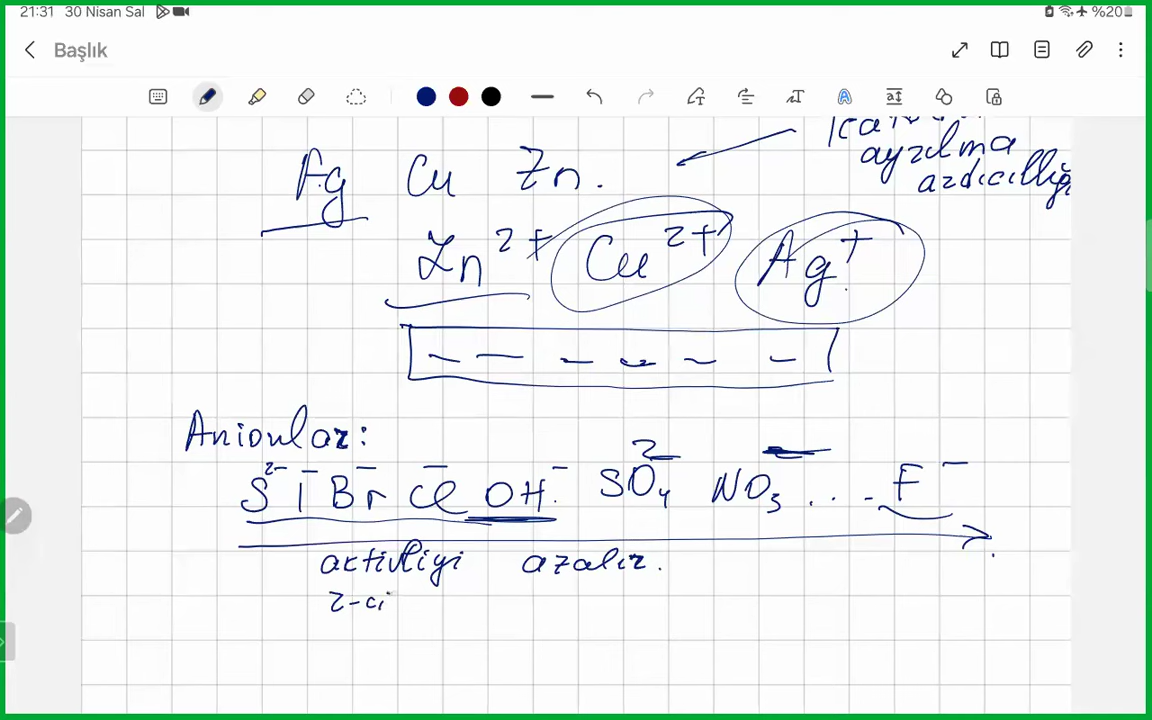 21:31 30 Nisan Sal %20
Başlık
ayrılma
ardıcıllığı
Ag Cu Zn.
Zn²⁺ Cu²⁺ Ag⁺
Anionlar:
S²⁻ I⁻ Br⁻ Cl⁻ OH⁻ SO₄²⁻ NO₃⁻ ... F⁻
aktivliyi azalır.
2-ci